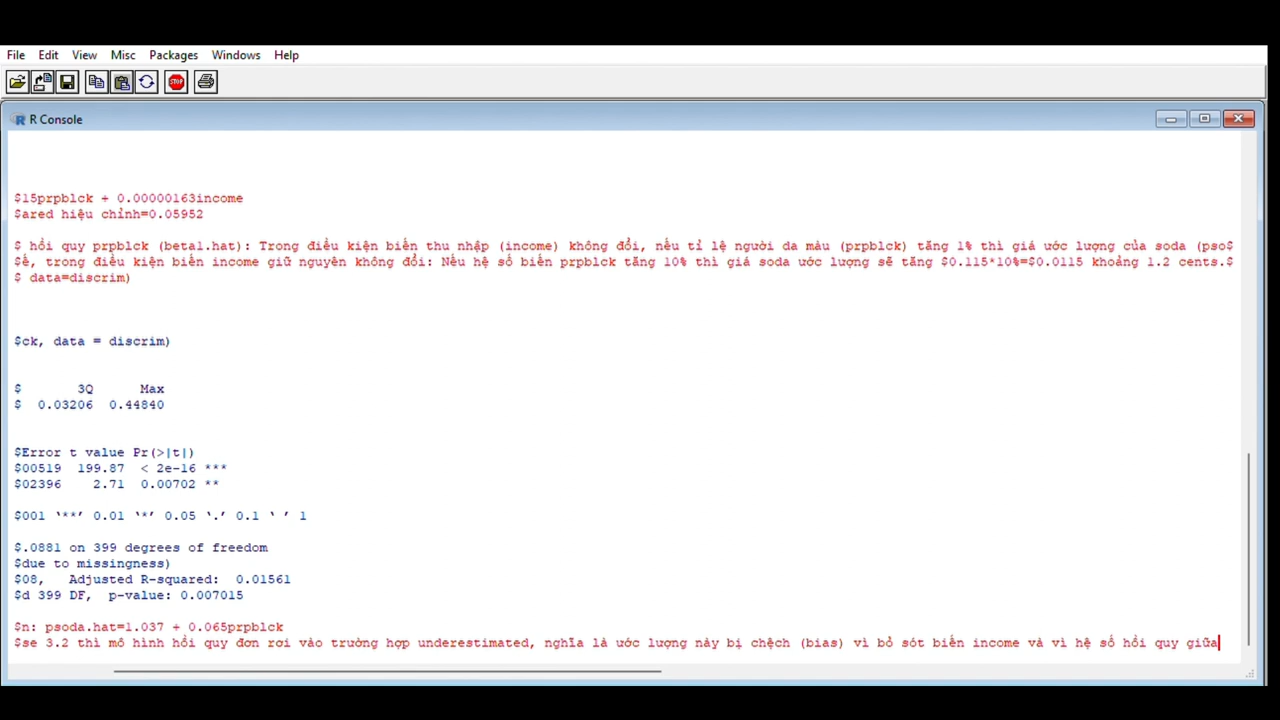 File Edit View Misc Packages Windows Help
STOP
R Console
$15prpblck + 0.00000163income
$ared hiệu chỉnh=0.05952
$ hồi quy prpblck (beta1.hat): Trong điều kiện biến thu nhập (income) không đổi, nếu tỉ lệ người da màu (prpblck) tăng 1% thì giá ước lượng của soda (pso$
$ế, trong điều kiện biến income giữ nguyên không đổi: Nếu hệ số biến prpblck tăng 10% thì giá soda ước lượng sẽ tăng $0.115*10%=$0.0115 khoảng 1.2 cents.$
$ data=discrim)
$ck, data = discrim)
$ 3Q Max
$ 0.03206 0.44840
$Error t value Pr(>|t|)
$00519 199.87 < 2e-16 ***
$02396 2.71 0.00702 **
$001 ‘**’ 0.01 ‘*’ 0.05 ‘.’ 0.1 ‘ ’ 1
$.0881 on 399 degrees of freedom
$due to missingness)
$08, Adjusted R-squared: 0.01561
$d 399 DF, p-value: 0.007015
$n: psoda.hat=1.037 + 0.065prpblck
$se 3.2 thì mô hình hồi quy đơn rơi vào trường hợp underestimated, nghĩa là ước lượng này bị chệch (bias) vì bỏ sót biến income và vì hệ số hồi quy giữa